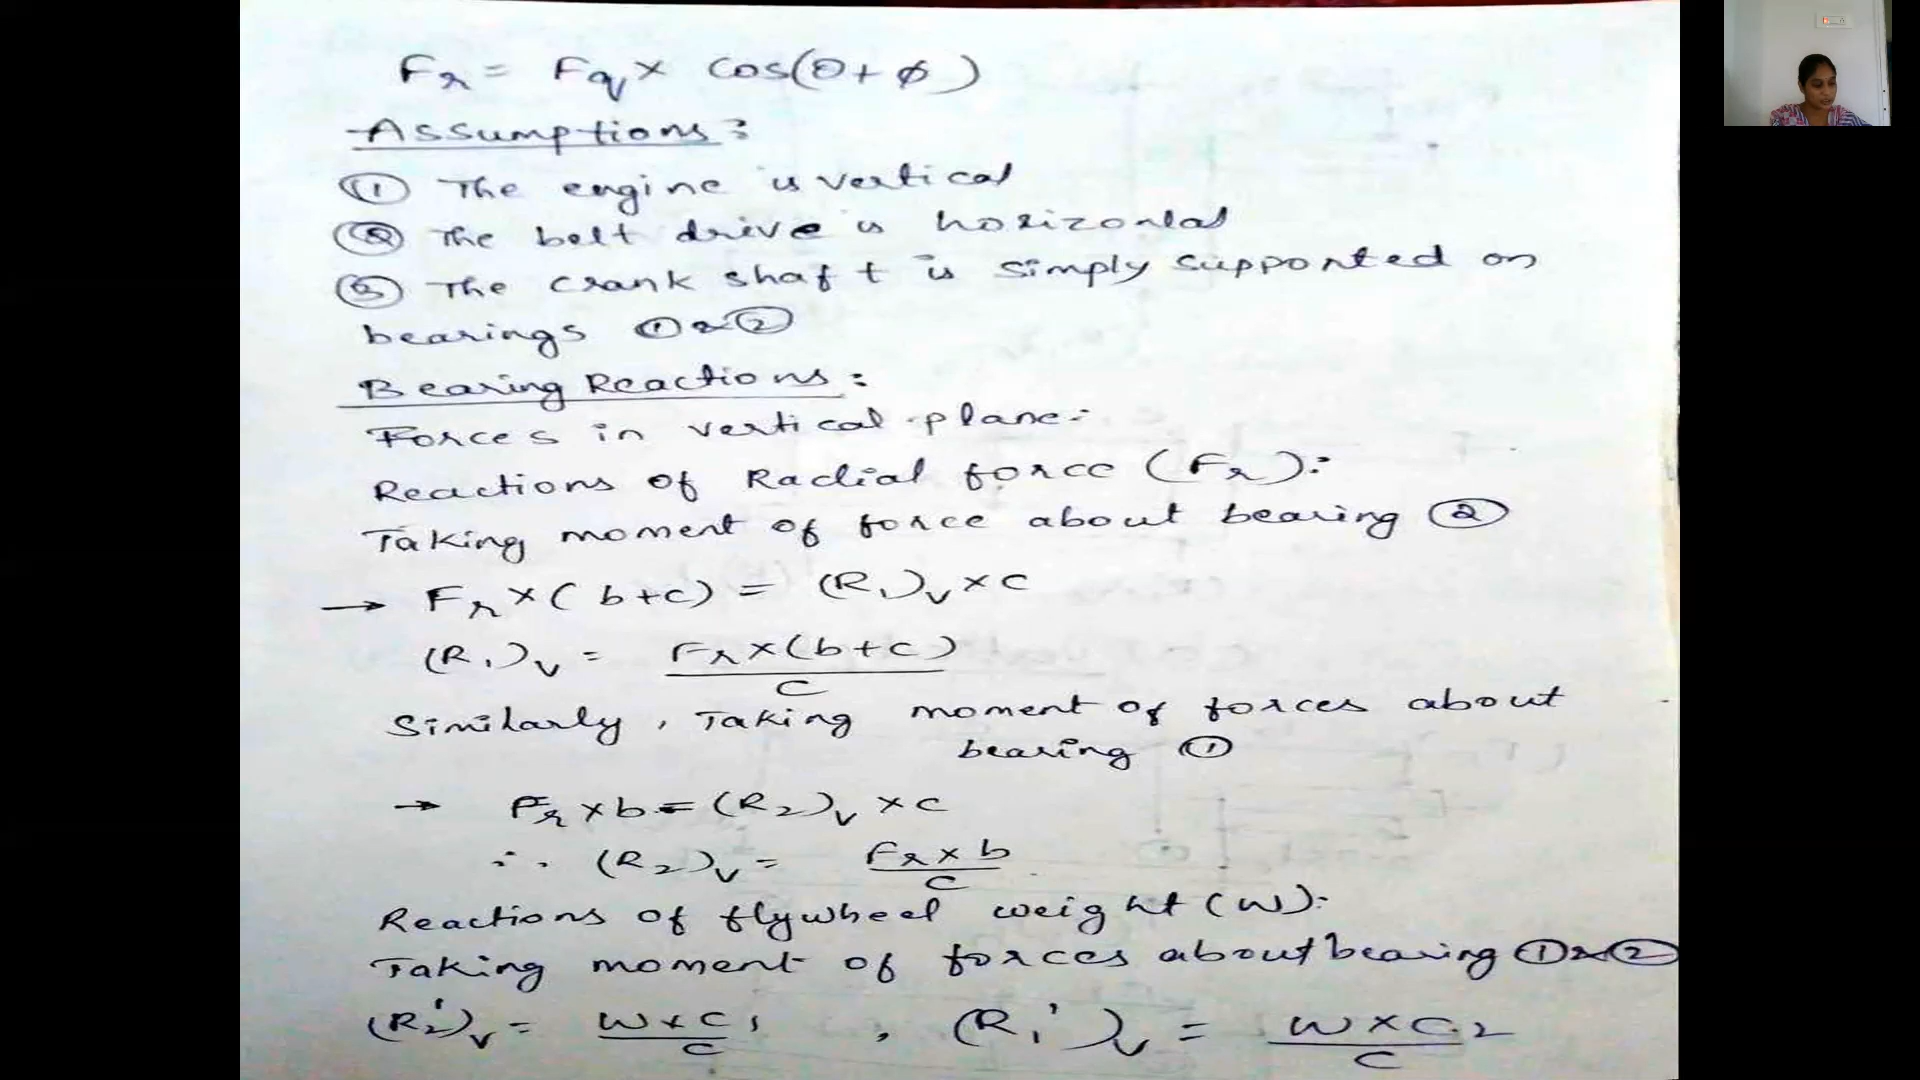 Fr = Fq × cos(θ+ φ)
Assumptions:
① The engine is vertical
② The belt drive is horizontal
③ The crank shaft is simply supported on
bearings ① & ②
Bearing Reactions:
Forces in vertical plane:-
Reactions of Radial force (Fr):-
Taking moment of force about bearing ②
→ Fr × (b+c) = (R₁)v × c
(R₁)v = Fr×(b+c)/c
Similarly, Taking moment of forces about
bearing ①
→ Fr × b = (R₂)v × c
∴ (R₂)v = Fr × b/c
Reactions of flywheel weight (W):-
Taking moment of forces about bearing ① & ②
(R₂')v = W×c₁/c , (R₁')v = W×c₂/c